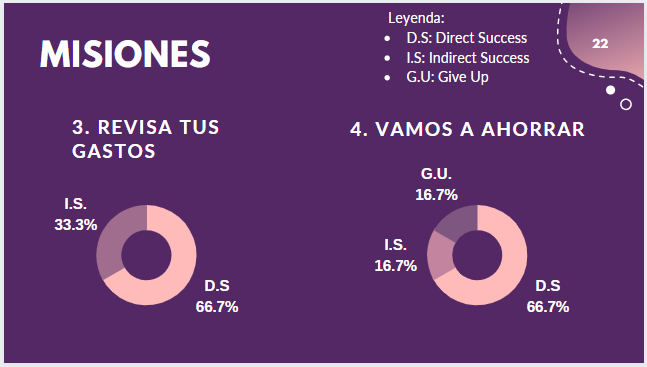 MISIONES
Leyenda:
• D.S: Direct Success
• I.S: Indirect Success
• G.U: Give Up
22
3. REVISA TUS
GASTOS
I.S.
33.3%
D.S
66.7%
4. VAMOS A AHORRAR
G.U.
16.7%
I.S.
16.7%
D.S
66.7%